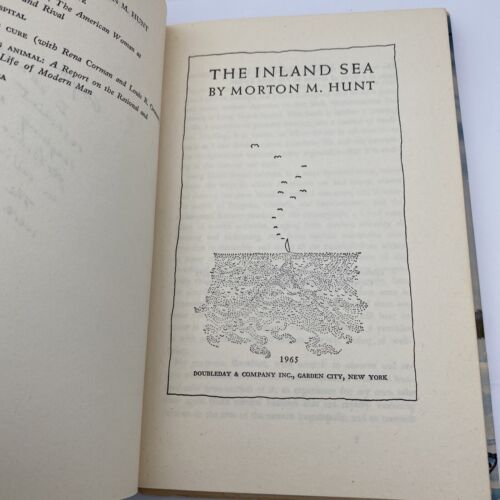 N M. HUNT
The American Woman as
and Rival
SPITAL
CURE (with Rena Corman and Louis R.
ANIMAL: A Report on the Rational and
Life of Modern Man
THE INLAND SEA
BY MORTON M. HUNT
1965
DOUBLEDAY & COMPANY INC., GARDEN CITY, NEW YORK